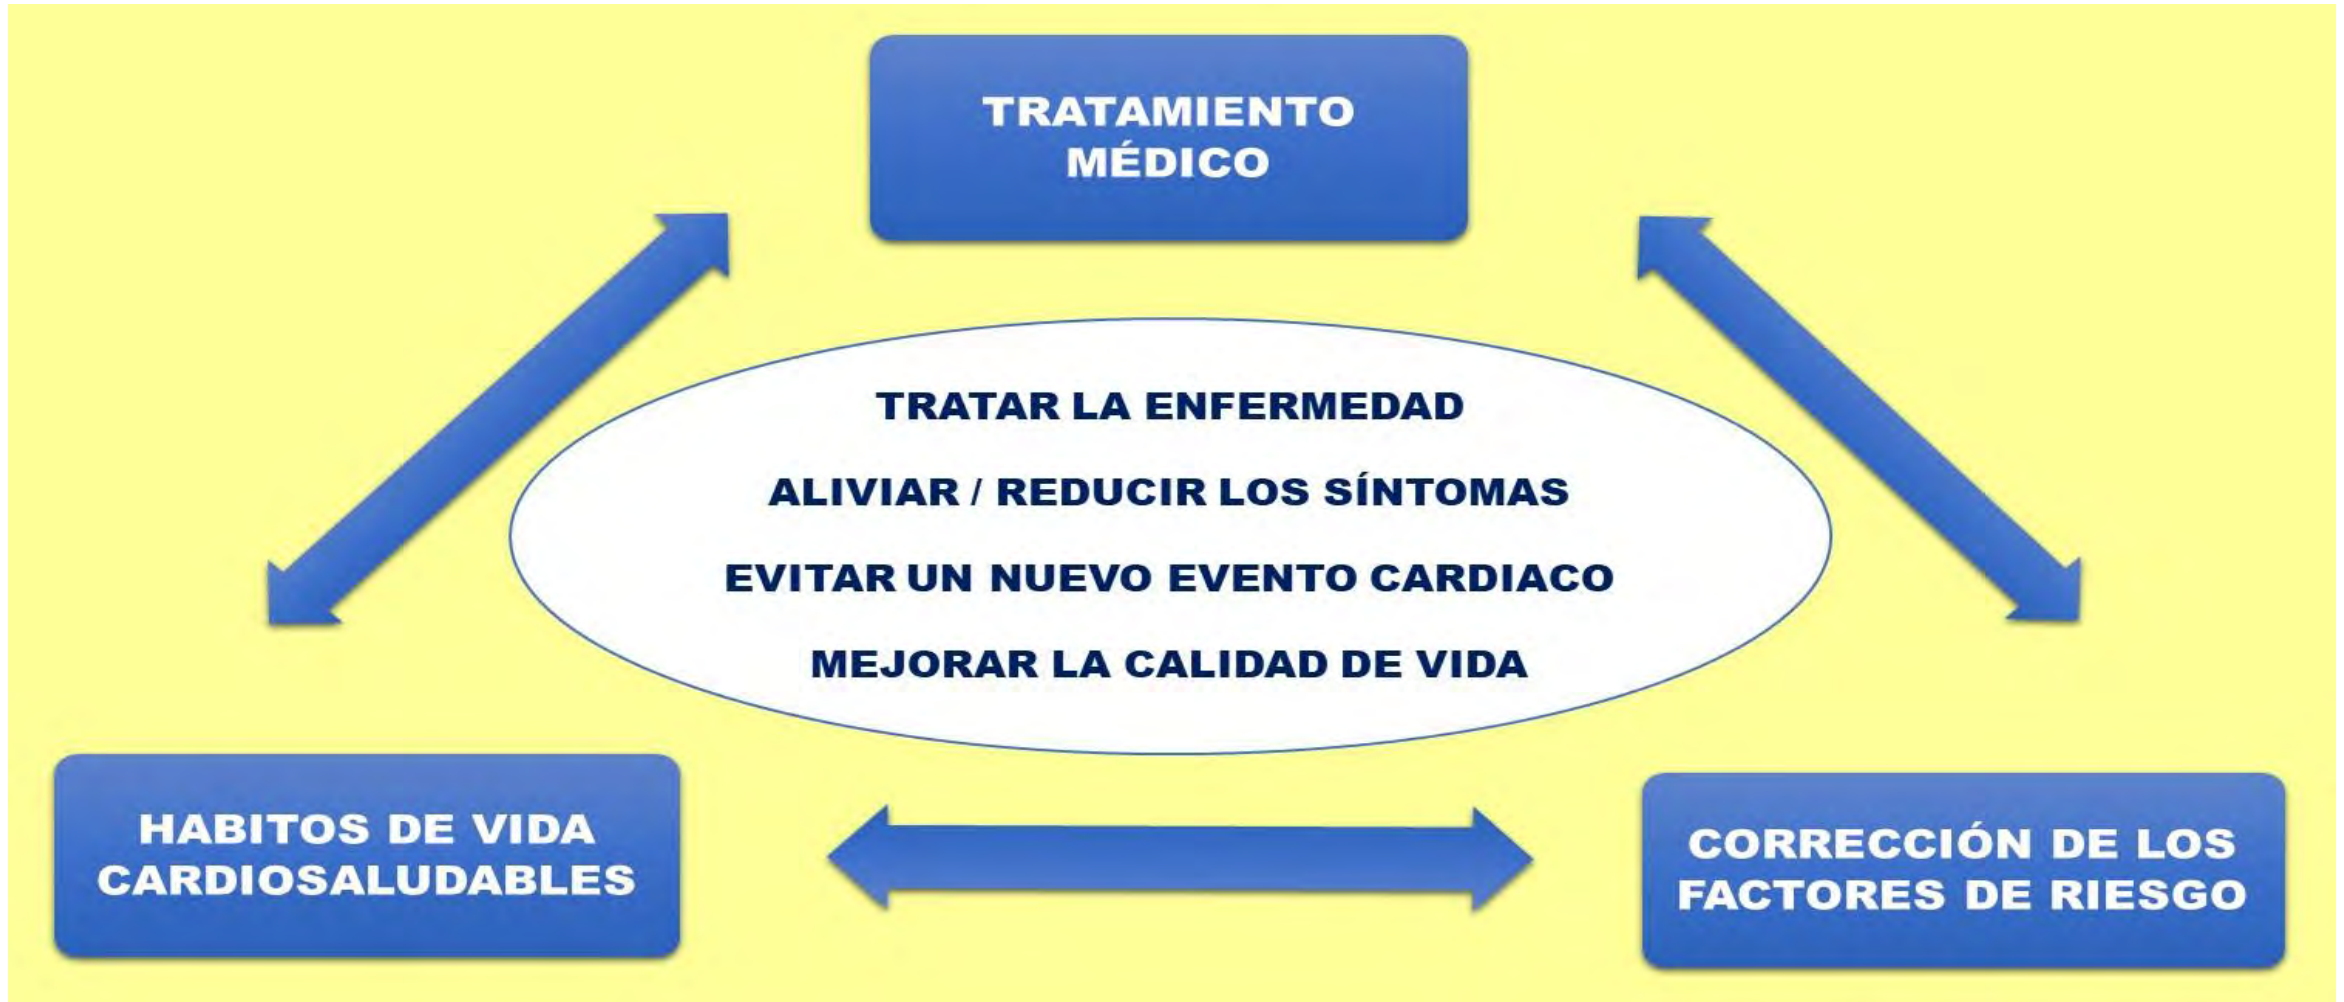 TRATAMIENTO
MÉDICO
TRATAR LA ENFERMEDAD
ALIVIAR / REDUCIR LOS SÍNTOMAS
EVITAR UN NUEVO EVENTO CARDIACO
MEJORAR LA CALIDAD DE VIDA
HABITOS DE VIDA
CARDIOSALUDABLES
CORRECCIÓN DE LOS
FACTORES DE RIESGO